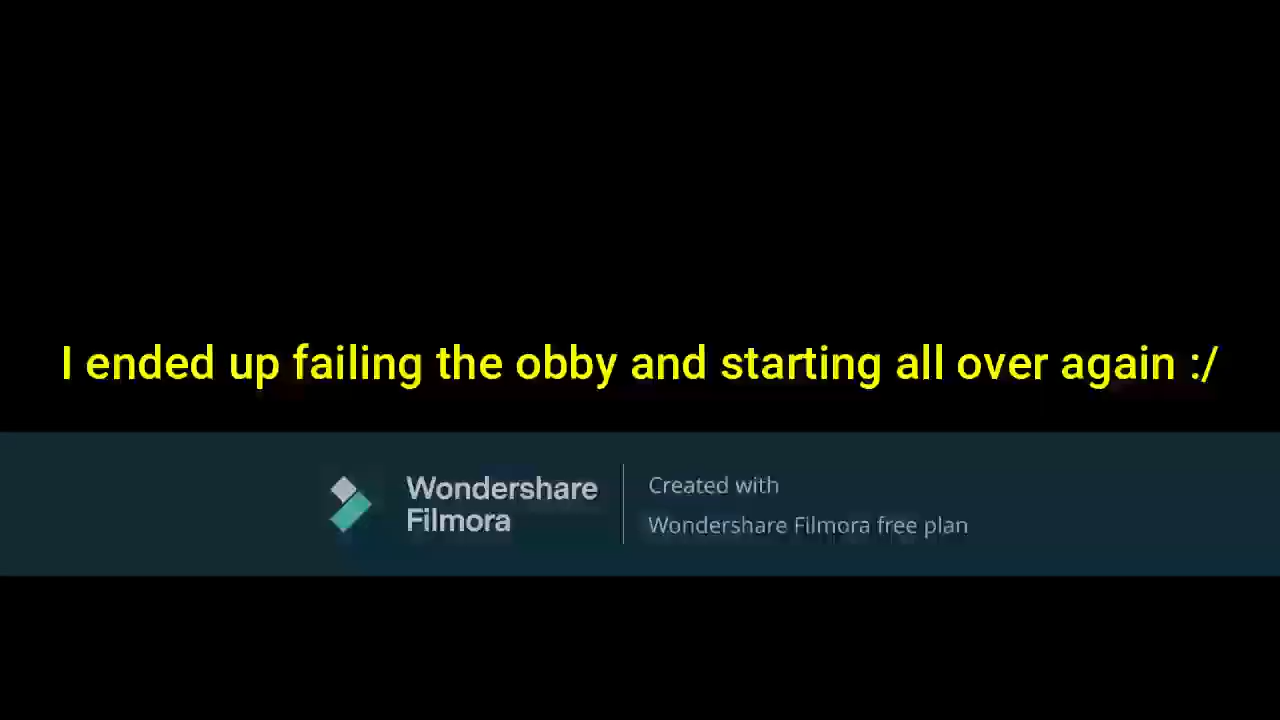 I ended up failing the obby and starting all over again :/
Wondershare
Filmora
Created with
Wondershare Filmora free plan